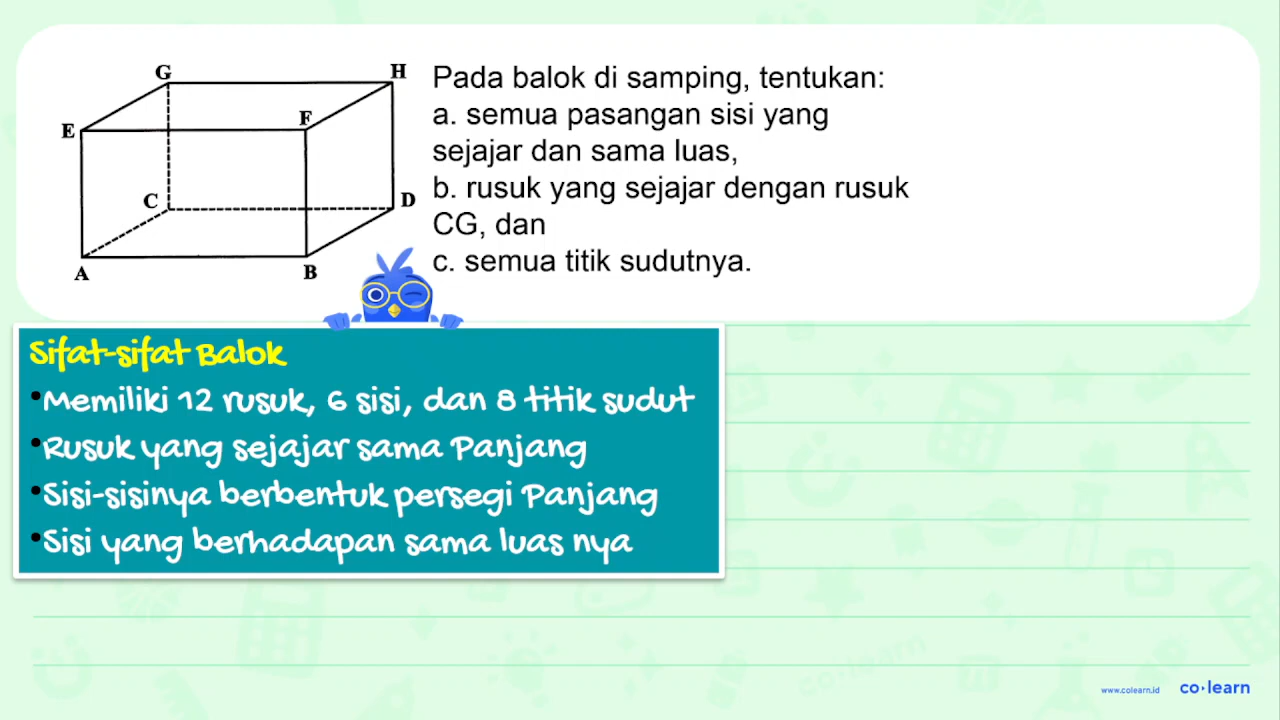 G
H
E
F
C
D
A
B
Pada balok di samping, tentukan:
a. semua pasangan sisi yang
sejajar dan sama luas,
b. rusuk yang sejajar dengan rusuk
CG, dan
c. semua titik sudutnya.
Sifat-sifat Balok
•Memiliki 12 rusuk, 6 sisi, dan 8 titik sudut
•Rusuk yang sejajar sama Panjang
•Sisi-sisinya berbentuk persegi Panjang
•Sisi yang berhadapan sama luas nya
www.colearn.id
co·learn